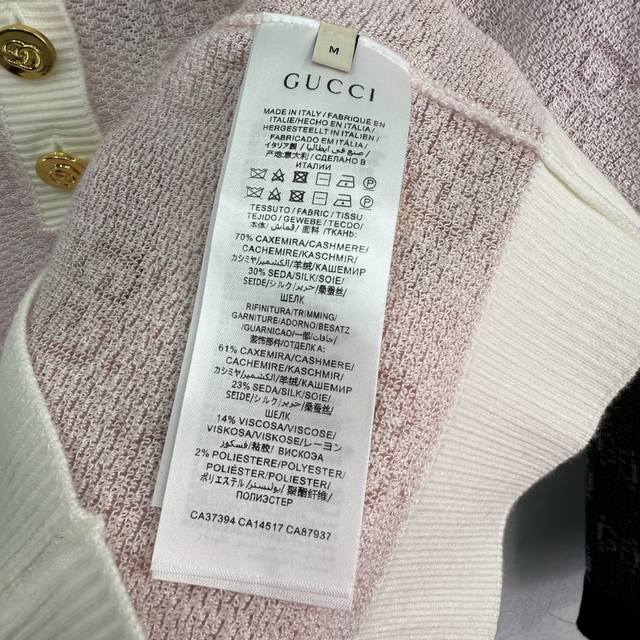 M
GUCCI
MADE IN ITALY / FABRIQUE EN
ITALIE/HECHO EN ITALIA/
HERGESTEELLT IN ITALIEN /
FABRICADO EM ITÁLIA /
イタリア製 / صنع في ايطاليا /
产地:意大利 / СДЕЛАНО В
ИТАЛИИ
TESSUTO / FABRIC / TISSU
TEJIDO / GEWEBE / TECDO
本体/ قماش / 面料 / ТКАНЬ:
70% CAXEMIRA/CASHMERE/
CACHEMIRE/KASCHMIR/
カシミヤ/الكشمير/羊绒/КАШЕМИР
30% SEDA/SILK/SOIE/
SEIDE/シルク/حرير/桑蚕丝/
ШЕЛК
RIFINITURA/TRIMMING/
GARNITURE/ADORNO/BESATZ
/GUARNICAO/一部/
装饰部件/ОТДЕЛКА:
61% CAXEMIRA/CASHMERE/
CACHEMIRE/KASCHMIR/
カシミヤ/الكشمير/羊绒/КАШЕМИР
23% SEDA/SILK/SOIE/
SEIDE/シルク/حرير/桑蚕丝/
ШЕЛК
14% VISCOSA/VISCOSE/
VISKOSA/VISKOSE/レーヨン
/فسكوز/粘胶/ ВИСКОЗА
2% POLIESTERE/POLYESTER/
POLIÉSTER/POLYESTER/
ポリエステル/بوليستر/聚酯纤维/
ПОЛИЭСТЕР
CA37394 CA14517 CA87937